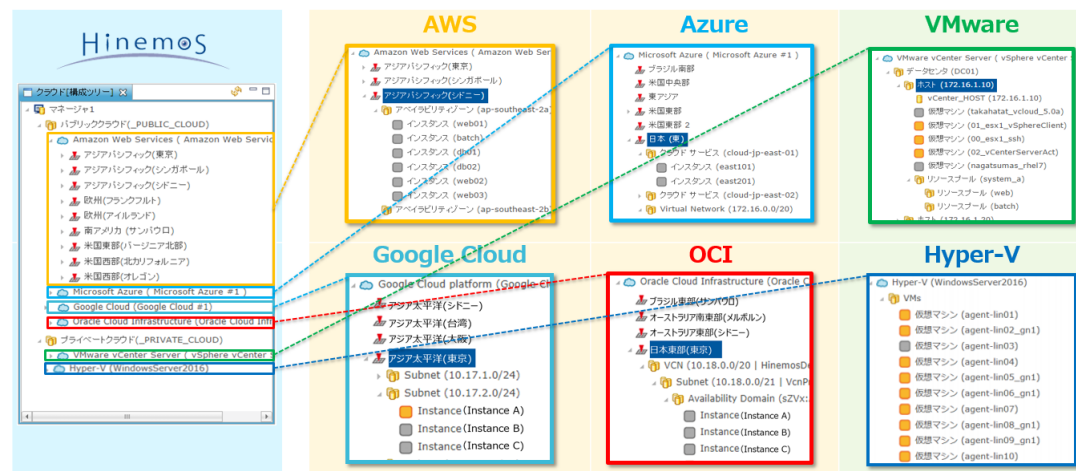 Hinemos
クラウド[構成ツリー]
マネージャ1
パブリッククラウド(_PUBLIC_CLOUD)
Amazon Web Services ( Amazon Web Servic
アジアパシフィック(東京)
アジアパシフィック(シンガポール)
アジアパシフィック(シドニー)
欧州(フランクフルト)
欧州(アイルランド)
南アメリカ (サンパウロ)
米国東部(バージニア北部)
米国西部(北カリフォルニア)
米国西部(オレゴン)
Microsoft Azure ( Microsoft Azure #1 )
Google Cloud (Google Cloud #1)
Oracle Cloud Infrastructure (Oracle Cloud Infr
プライベートクラウド(_PRIVATE_CLOUD)
VMware vCenter Server ( vSphere vCenter S
Hyper-V (WindowsServer2016)
AWS
Amazon Web Services ( Amazon Web Ser
アジアパシフィック(東京)
アジアパシフィック(シンガポール)
アジアパシフィック(シドニー)
アベイラビリティゾーン (ap-southeast-2a)
インスタンス (web01)
インスタンス (batch)
インスタンス (db01)
インスタンス (db02)
インスタンス (web02)
インスタンス (web03)
アベイラビリティゾーン (ap-southeast-2b)
Azure
Microsoft Azure ( Microsoft Azure #1 )
ブラジル南部
米国中央部
東アジア
米国東部
米国東部 2
日本 (東)
クラウド サービス (cloud-jp-east-01)
インスタンス (east101)
インスタンス (east201)
クラウド サービス (cloud-jp-east-02)
Virtual Network (172.16.0.0/20)
VMware
VMware vCenter Server ( vSphere vCenter S
データセンタ (DC01)
ホスト (172.16.1.10)
vCenter_HOST (172.16.1.10)
仮想マシン (takahatat_vcloud_5.0a)
仮想マシン (01_esx1_vSphereClient)
仮想マシン (00_esx1_ssh)
仮想マシン (02_vCenterServerAct)
仮想マシン (nagatsumas_rhel7)
リソースプール (system_a)
リソースプール (web)
リソースプール (batch)
ホスト (172.16.1.20)
Google Cloud
Google Cloud platform (Google Cl
アジア太平洋(シドニー)
アジア太平洋(台湾)
アジア太平洋(大阪)
アジア太平洋(東京)
Subnet (10.17.1.0/24)
Subnet (10.17.2.0/24)
Instance(Instance A)
Instance(Instance B)
Instance(Instance C)
OCI
Oracle Cloud Infrastructure (Oracle C
ブラジル東部(サンパウロ)
オーストラリア南東部(メルボルン)
オーストラリア東部(シドニー)
日本東部(東京)
VCN (10.18.0.0/20 | HinemosDe
Subnet (10.18.0.0/21 | VcnPr
Availability Domain (sZVx:
Instance(Instance A)
Instance(Instance B)
Instance(Instance C)
Hyper-V
Hyper-V (WindowsServer2016)
VMs
仮想マシン (agent-lin01)
仮想マシン (agent-lin02_gn1)
仮想マシン (agent-lin03)
仮想マシン (agent-lin04)
仮想マシン (agent-lin05_gn1)
仮想マシン (agent-lin06_gn1)
仮想マシン (agent-lin07)
仮想マシン (agent-lin08_gn1)
仮想マシン (agent-lin09_gn1)
仮想マシン (agent-lin10)